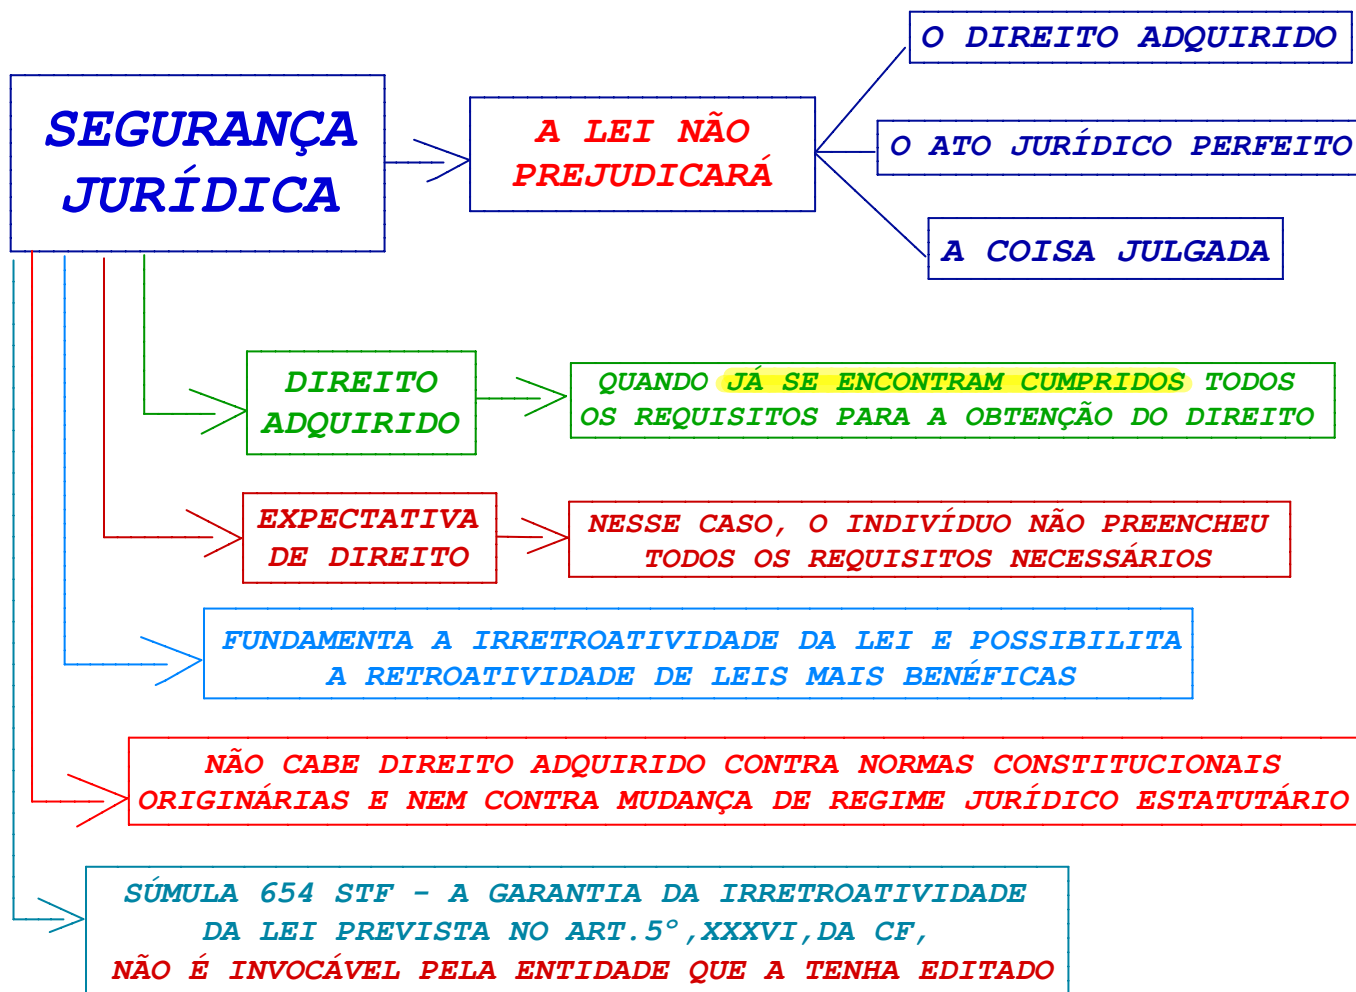 SEGURANÇA
JURÍDICA
A LEI NÃO
PREJUDICARÁ
O DIREITO ADQUIRIDO
O ATO JURÍDICO PERFEITO
A COISA JULGADA
DIREITO
ADQUIRIDO
QUANDO JÁ SE ENCONTRAM CUMPRIDOS TODOS
OS REQUISITOS PARA A OBTENÇÃO DO DIREITO
EXPECTATIVA
DE DIREITO
NESSE CASO, O INDIVÍDUO NÃO PREENCHEU
TODOS OS REQUISITOS NECESSÁRIOS
FUNDAMENTA A IRRETROATIVIDADE DA LEI E POSSIBILITA
A RETROATIVIDADE DE LEIS MAIS BENÉFICAS
NÃO CABE DIREITO ADQUIRIDO CONTRA NORMAS CONSTITUCIONAIS
ORIGINÁRIAS E NEM CONTRA MUDANÇA DE REGIME JURÍDICO ESTATUTÁRIO
SÚMULA 654 STF - A GARANTIA DA IRRETROATIVIDADE
DA LEI PREVISTA NO ART.5º,XXXVI,DA CF,
NÃO É INVOCÁVEL PELA ENTIDADE QUE A TENHA EDITADO